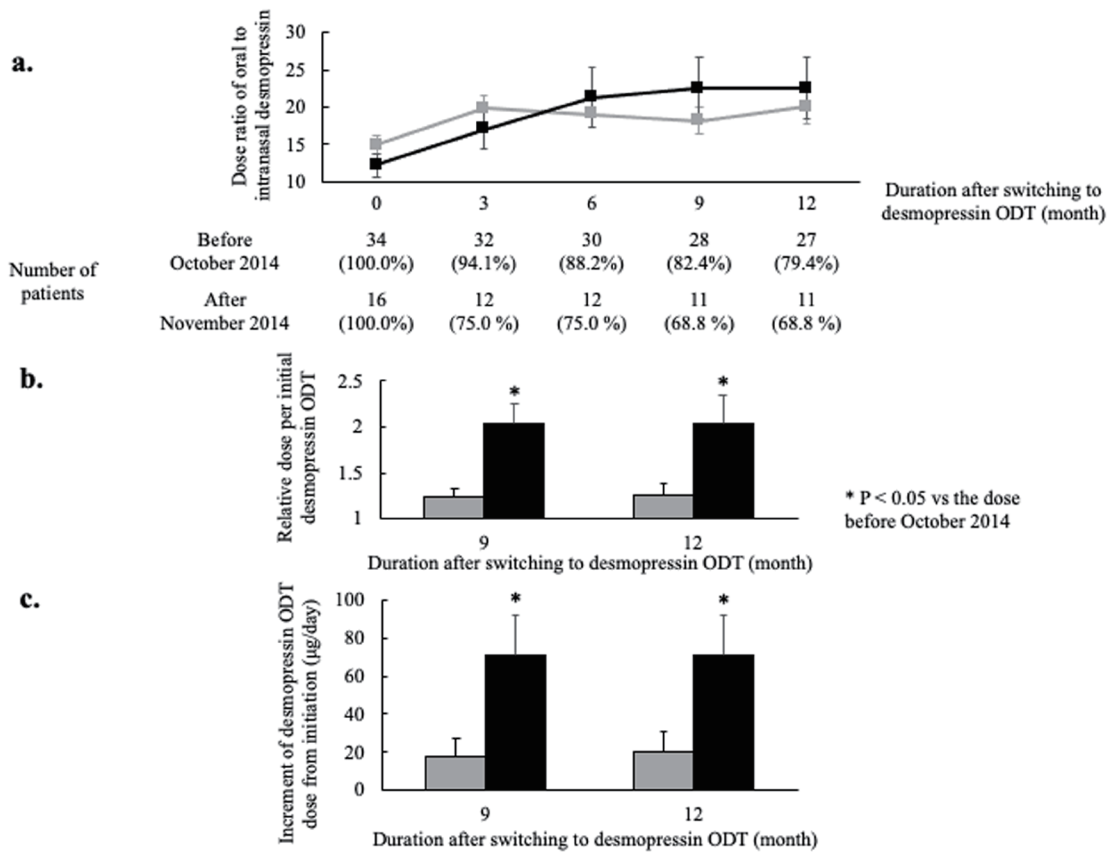 a.
Dose ratio of oral to
intranasal desmopressin
30
25
20
15
10
0 3 6 9 12
Duration after switching to
desmopressin ODT (month)
Number of
patients
Before
October 2014
34 32 30 28 27
(100.0%) (94.1%) (88.2%) (82.4%) (79.4%)
After
November 2014
16 12 12 11 11
(100.0%) (75.0 %) (75.0 %) (68.8 %) (68.8 %)
b.
Relative dose per initial
desmopressin ODT
2.5
2
1.5
1
* *
9 12
Duration after switching to desmopressin ODT (month)
* P < 0.05 vs the dose
before October 2014
c.
Increment of desmopressin ODT
dose from initiation (μg/day)
100
80
60
40
20
0
* *
9 12
Duration after switching to desmopressin ODT (month)